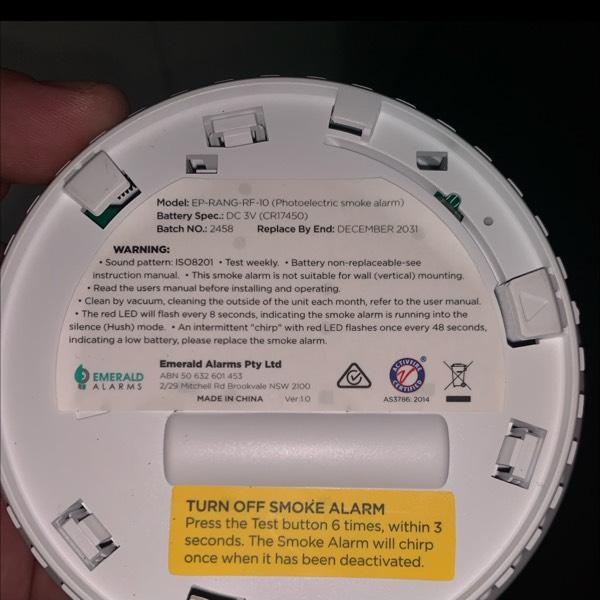 Model: EP-RANG-RF-10 (Photoelectric smoke alarm)
Battery Spec.: DC 3V (CR17450)
Batch NO.: 2458 Replace By End: DECEMBER 2031
WARNING:
• Sound pattern: ISO8201 • Test weekly. • Battery non-replaceable-see
instruction manual. • This smoke alarm is not suitable for wall (vertical) mounting.
• Read the users manual before installing and operating.
• Clean by vacuum, cleaning the outside of the unit each month, refer to the user manual.
• The red LED will flash every 8 seconds, indicating the smoke alarm is running into the
silence (Hush) mode. • An intermittent "chirp" with red LED flashes once every 48 seconds,
indicating a low battery, please replace the smoke alarm.
EMERALD
ALARMS
Emerald Alarms Pty Ltd
ABN 50 632 601 453
2/29 Mitchell Rd Brookvale NSW 2100
MADE IN CHINA Ver:1.0
ACTIVFIRE
CERTIFIED
®
AS3786: 2014
TURN OFF SMOKE ALARM
Press the Test button 6 times, within 3
seconds. The Smoke Alarm will chirp
once when it has been deactivated.